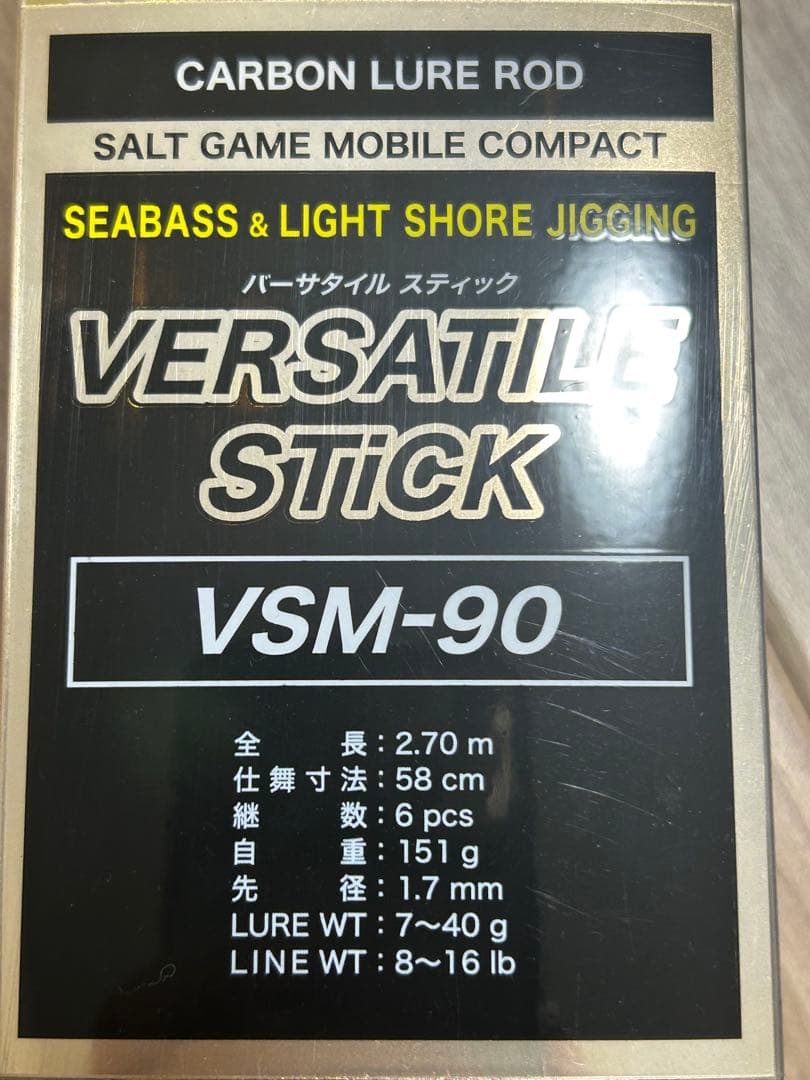 CARBON LURE ROD
SALT GAME MOBILE COMPACT
SEABASS & LIGHT SHORE JIGGING
バーサタイル スティック
VERSATILE
STiCK
VSM-90
全長：2.70 m
仕舞寸法：58 cm
継数：6 pcs
自重：151 g
先径：1.7 mm
LURE WT：7〜40 g
LINE WT：8〜16 lb